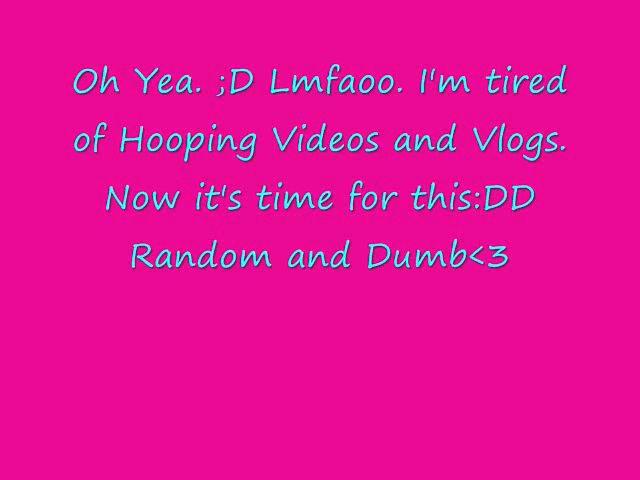 Oh Yea. ;D Lmfaoo. I'm tired
of Hooping Videos and Vlogs.
Now it's time for this:DD
Random and Dumb<3